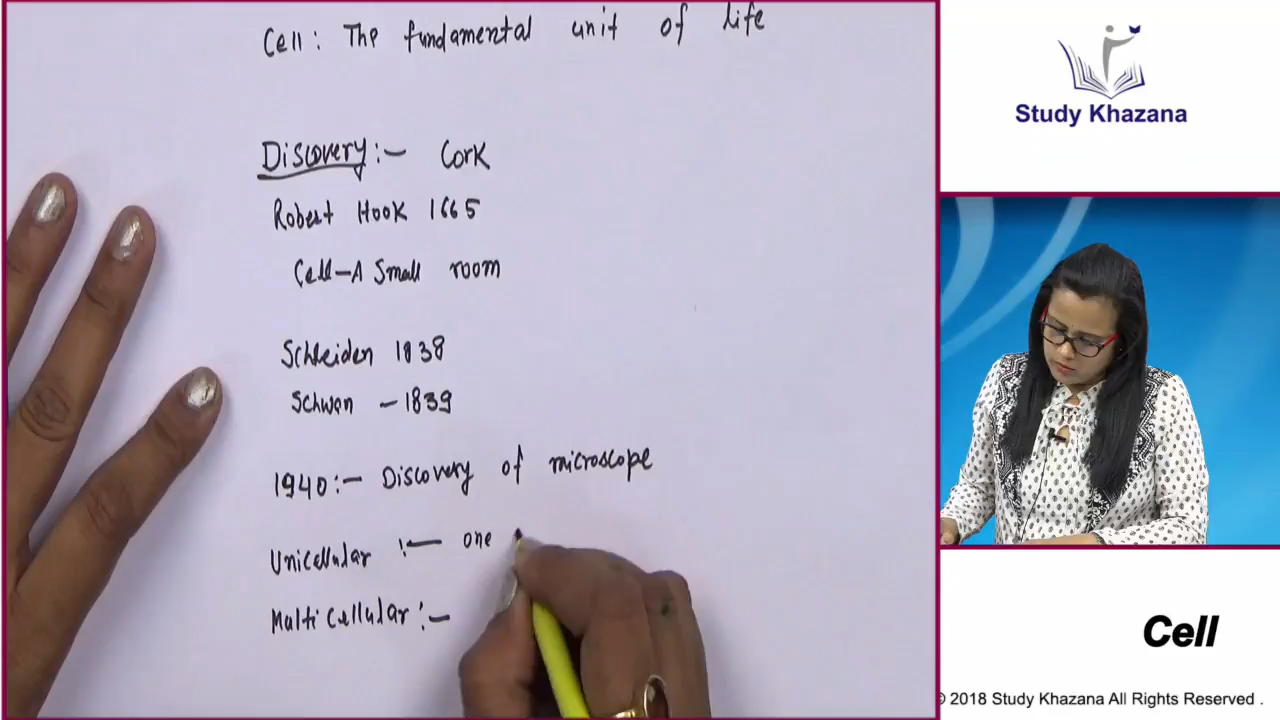 Cell : The fundamental unit of life
Discovery :- Cork
Robert Hook 1665
Cell-A Small room
Schleiden 1838
Schwan - 1839
1940:- Discovery of microscope
Unicellular :- one
Multicellular :-
Study Khazana
Cell
© 2018 Study Khazana All Rights Reserved .